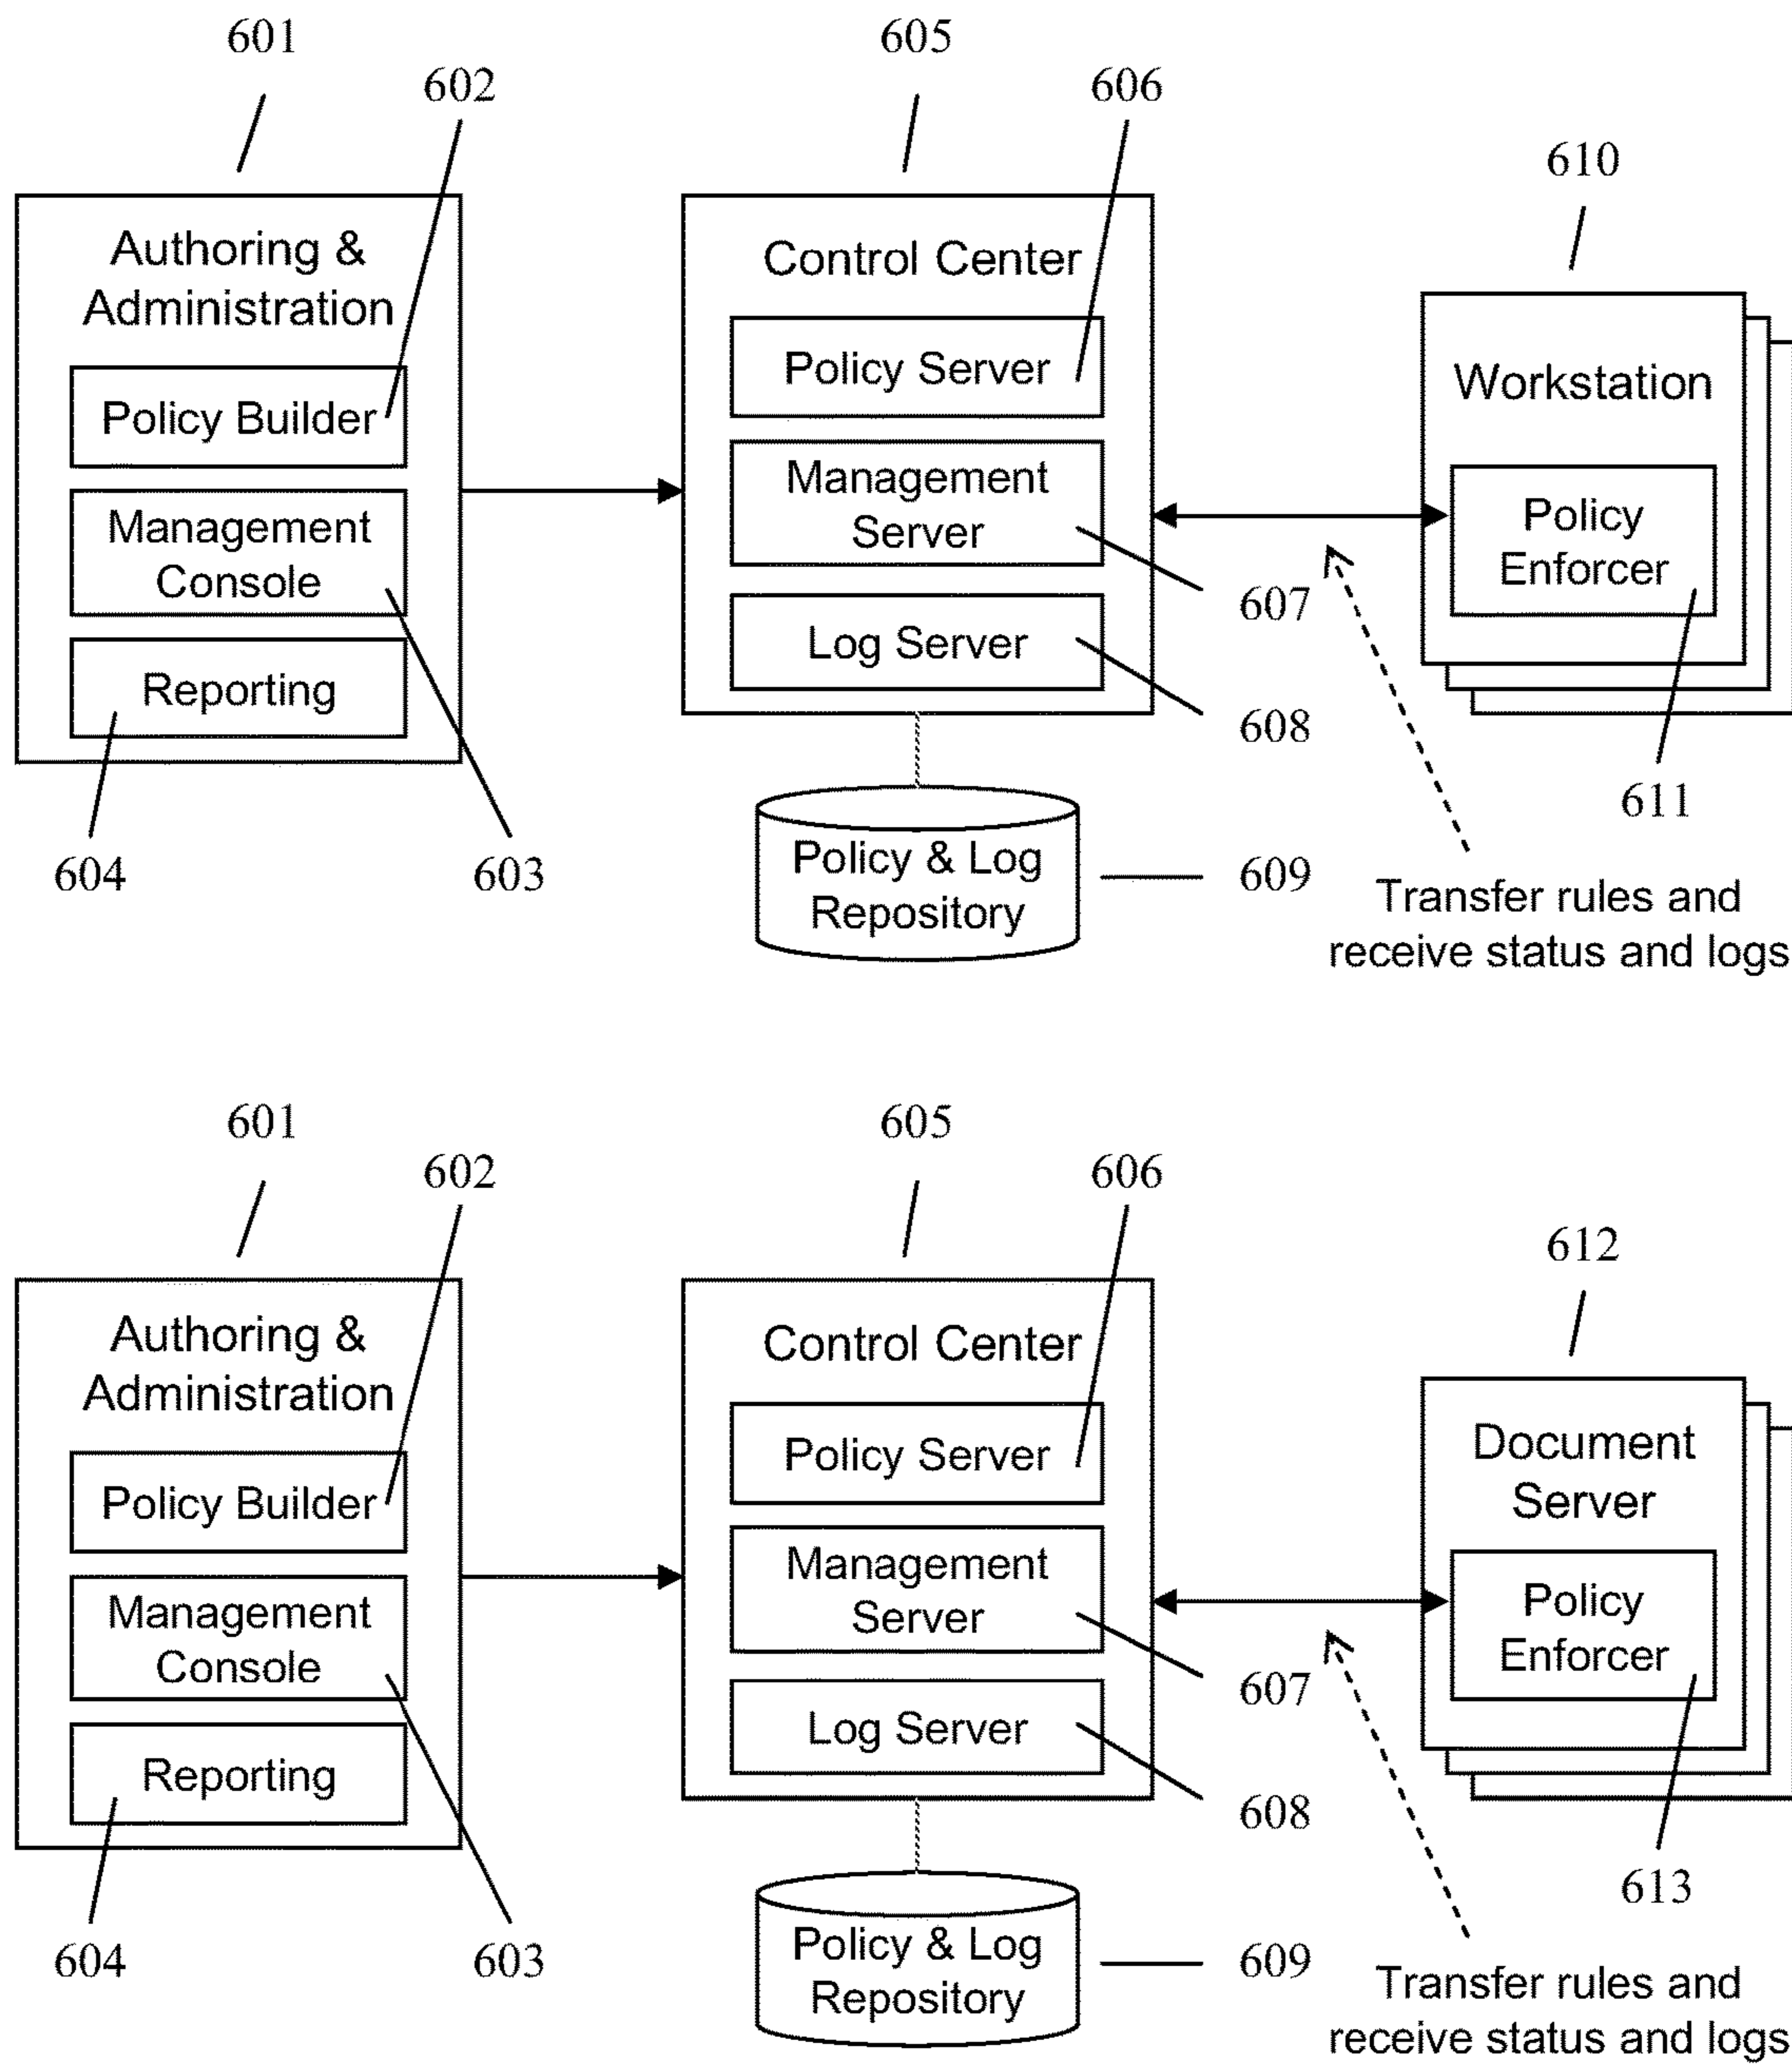 601
602
605
606
610
Authoring &
Administration
Policy Builder
Management
Console
Reporting
604
603
Control Center
Policy Server
Management
Server
Log Server
607
608
Policy & Log
Repository
609
Workstation
Policy
Enforcer
611
Transfer rules and
receive status and logs
601
602
605
606
612
Authoring &
Administration
Policy Builder
Management
Console
Reporting
604
603
Control Center
Policy Server
Management
Server
Log Server
607
608
Policy & Log
Repository
609
Document
Server
Policy
Enforcer
613
Transfer rules and
receive status and logs